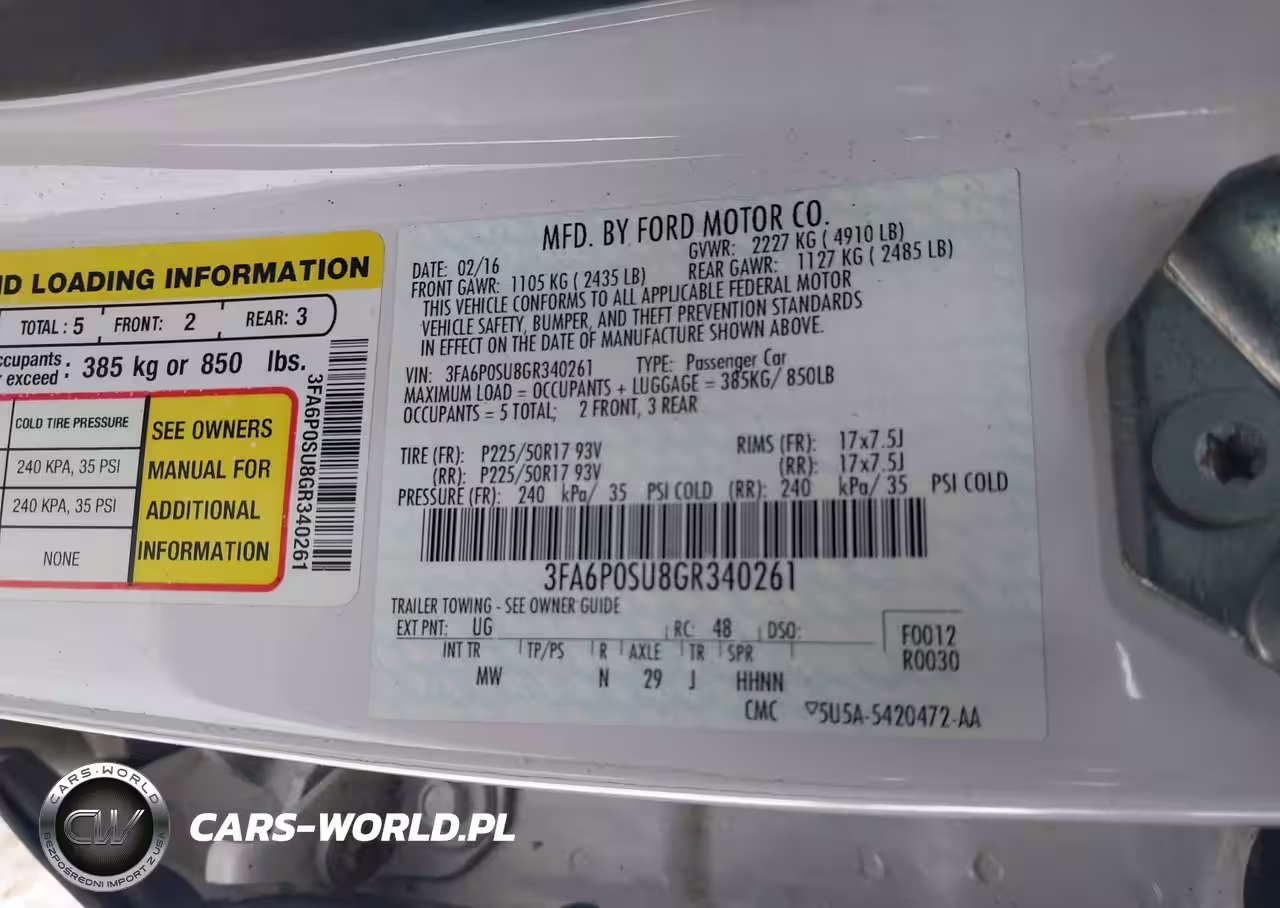 ND LOADING INFORMATION
TOTAL : 5 FRONT: 2 REAR: 3
ccupants
exceed : 385 kg or 850 lbs.
COLD TIRE PRESSURE
240 KPA, 35 PSI
240 KPA, 35 PSI
NONE
SEE OWNERS
MANUAL FOR
ADDITIONAL
INFORMATION
3FA6P0SU8GR340261
MFD. BY FORD MOTOR CO.
DATE: 02/16 GVWR: 2227 KG ( 4910 LB)
FRONT GAWR: 1105 KG ( 2435 LB) REAR GAWR: 1127 KG ( 2485 LB)
THIS VEHICLE CONFORMS TO ALL APPLICABLE FEDERAL MOTOR
VEHICLE SAFETY, BUMPER, AND THEFT PREVENTION STANDARDS
IN EFFECT ON THE DATE OF MANUFACTURE SHOWN ABOVE.
VIN: 3FA6P0SU8GR340261 TYPE: Passenger Car
MAXIMUM LOAD = OCCUPANTS + LUGGAGE = 385KG/ 850LB
OCCUPANTS = 5 TOTAL; 2 FRONT, 3 REAR
TIRE (FR): P225/50R17 93V RIMS (FR): 17x7.5J
(RR): P225/50R17 93V (RR): 17x7.5J
PRESSURE (FR): 240 kPa/ 35 PSI COLD (RR): 240 kPa/ 35 PSI COLD
3FA6P0SU8GR340261
TRAILER TOWING - SEE OWNER GUIDE
EXT PNT: UG RC: 48 DSO:
INT TR TP/PS R AXLE TR SPR
MW N 29 J HHNN
F0012
R0030
CMC ▽5U5A-5420472-AA
CARS-WORLD
CW
BEZPOŚREDNI IMPORT Z USA
CARS-WORLD.PL